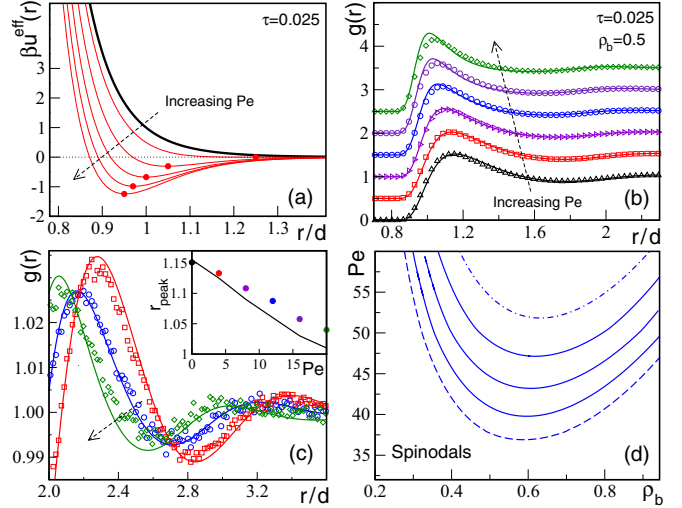 βu^eff(r)
τ=0.025
Increasing Pe
4
3
2
1
0
-1
-2
0.8
1
1.2
r/d
(a)
g(r)
τ=0.025
ρ_b=0.5
4
3
2
1
0
Increasing Pe
(b)
0.8
1.2
1.6
2
r/d
g(r)
1.03
1.02
1.01
1.00
0.99
r_peak
1.15
1.1
1.05
1
0
5
10
15
Pe
(c)
2.0
2.4
2.8
3.2
r/d
Pe
55
50
45
40
35
Spinodals
(d)
0.2
0.4
0.6
0.8
ρ_b